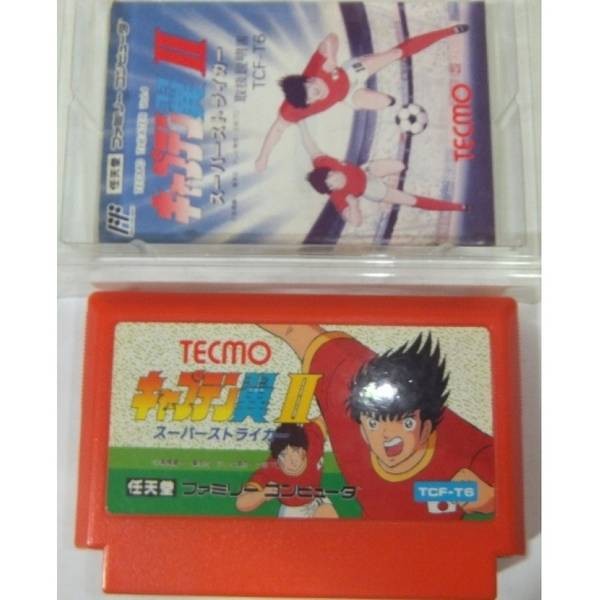 任天堂 ファミリーコンピュータ
キャプテン翼II
スーパーストライカー
取扱説明書
TCF-T6
TECMO
TECMO
キャプテン翼II
スーパーストライカー
任天堂 ファミリーコンピュータ
TCF-T6